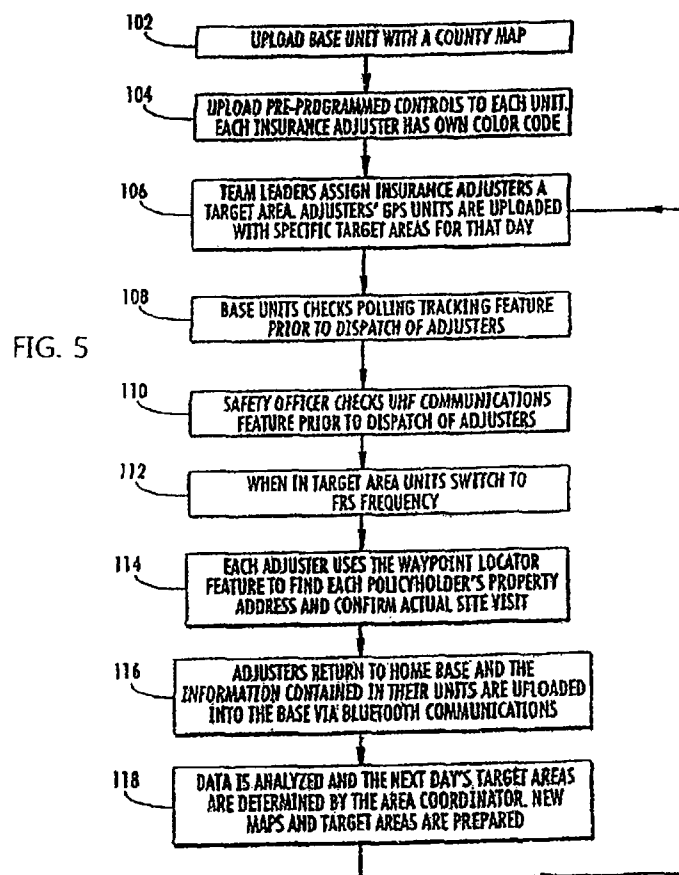 102
UPLOAD BASE UNIT WITH A COUNTY MAP
104
UPLOAD PRE-PROGRAMMED CONTROLS TO EACH UNIT.
EACH INSURANCE ADJUSTER HAS OWN COLOR CODE
106
TEAM LEADERS ASSIGN INSURANCE ADJUSTERS A
TARGET AREA. ADJUSTERS' GPS UNITS ARE UPLOADED
WITH SPECIFIC TARGET AREAS FOR THAT DAY
108
BASE UNITS CHECKS POLLING TRACKING FEATURE
PRIOR TO DISPATCH OF ADJUSTERS
FIG. 5
110
SAFETY OFFICER CHECKS UHF COMMUNICATIONS
FEATURE PRIOR TO DISPATCH OF ADJUSTERS
112
WHEN IN TARGET AREA UNITS SWITCH TO
FRS FREQUENCY
114
EACH ADJUSTER USES THE WAYPOINT LOCATOR
FEATURE TO FIND EACH POLICYHOLDER'S PROPERTY
ADDRESS AND CONFIRM ACTUAL SITE VISIT
116
ADJUSTERS RETURN TO HOME BASE AND THE
INFORMATION CONTAINED IN THEIR UNITS ARE UPLOADED
INTO THE BASE VIA BLUETOOTH COMMUNICATIONS
118
DATA IS ANALYZED AND THE NEXT DAY'S TARGET AREAS
ARE DETERMINED BY THE AREA COORDINATOR. NEW
MAPS AND TARGET AREAS ARE PREPARED